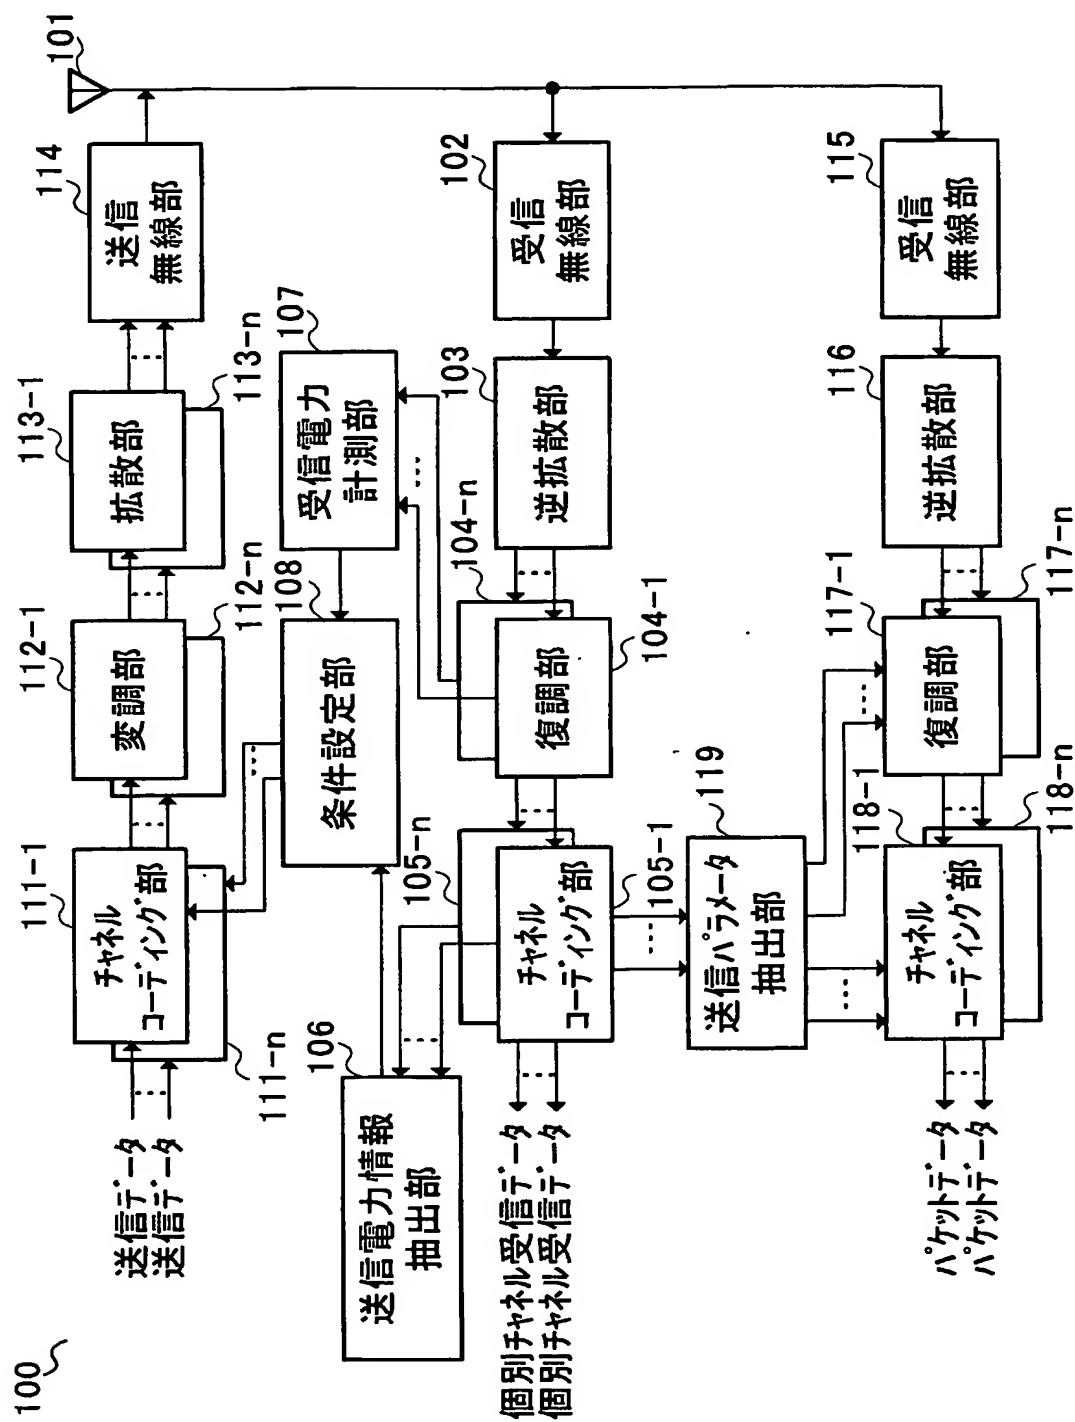 100
101
114
送信
無線部
113-1
拡散部
113-n
112-1
変調部
112-n
111-1
チャネル
コーディング部
111-n
送信データ
送信データ
107
受信電力
計測部
108
条件設定部
106
送信電力情報
抽出部
102
受信
無線部
103
逆拡散部
104-n
復調部
104-1
105-n
チャネル
コーディング部
105-1
個別チャネル受信データ
個別チャネル受信データ
119
送信パラメータ
抽出部
115
受信
無線部
116
逆拡散部
117-1
復調部
117-n
118-1
チャネル
コーディング部
118-n
パケットデータ
パケットデータ